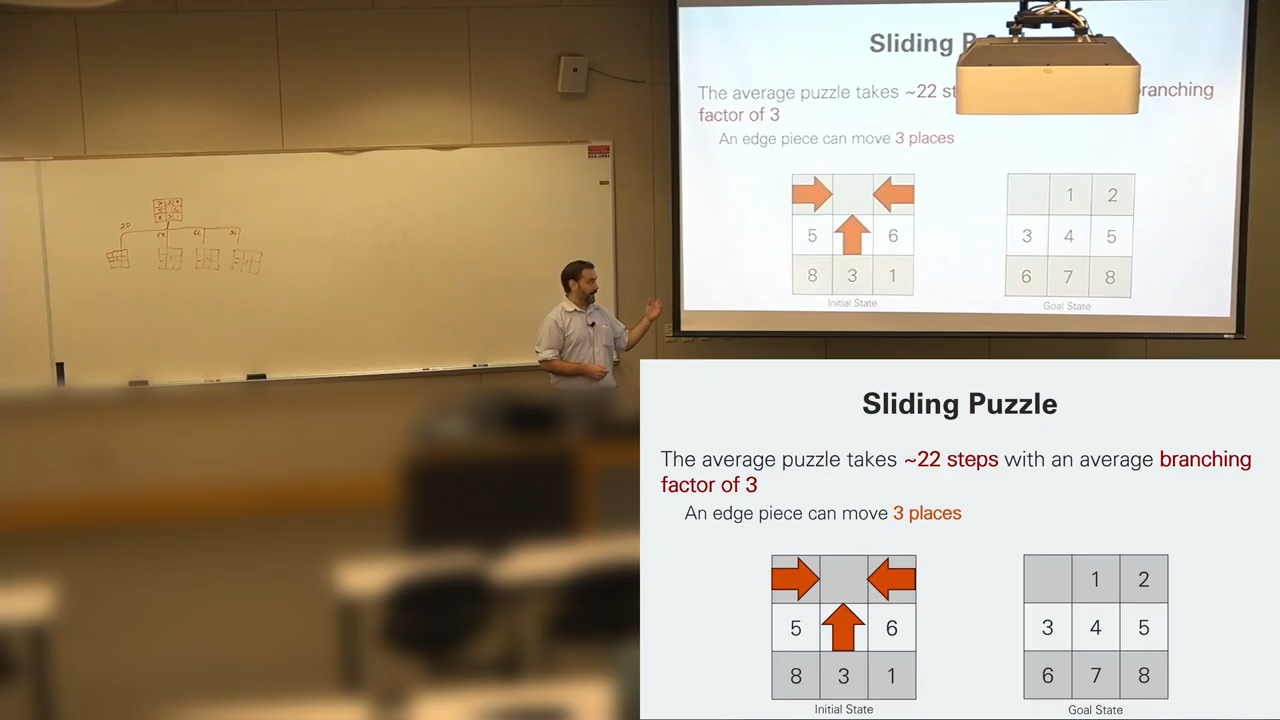 Sliding P
The average puzzle takes ~22 st
branching
factor of 3
An edge piece can move 3 places
5 6
8 3 1
Initial State
1 2
3 4 5
6 7 8
Goal State
Sliding Puzzle
The average puzzle takes ~22 steps with an average branching
factor of 3
An edge piece can move 3 places
5 6
8 3 1
Initial State
1 2
3 4 5
6 7 8
Goal State